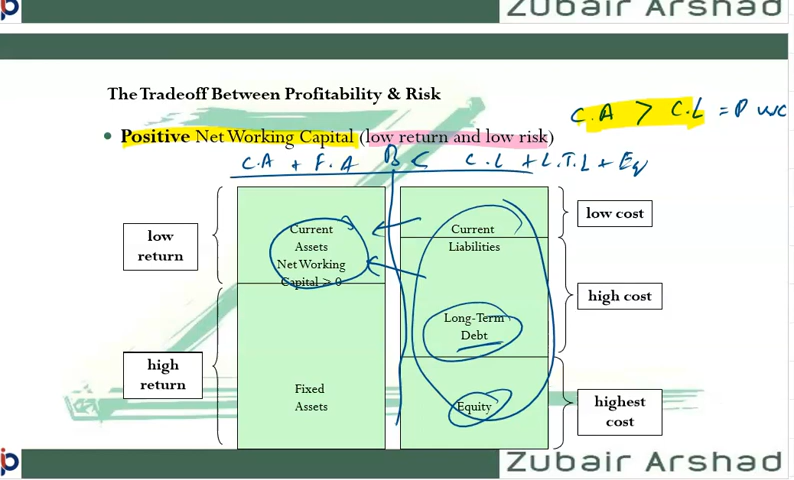 Zubair Arshad
The Tradeoff Between Profitability & Risk
C.A > C.L = P WC
• Positive Net Working Capital (low return and low risk)
C.A + F.A B C.L + L.T.L + Eq
low
return
high
return
Current
Assets
Net Working
Capital > 0
Fixed
Assets
Current
Liabilities
Long-Term
Debt
Equity
low cost
high cost
highest
cost
Zubair Arshad